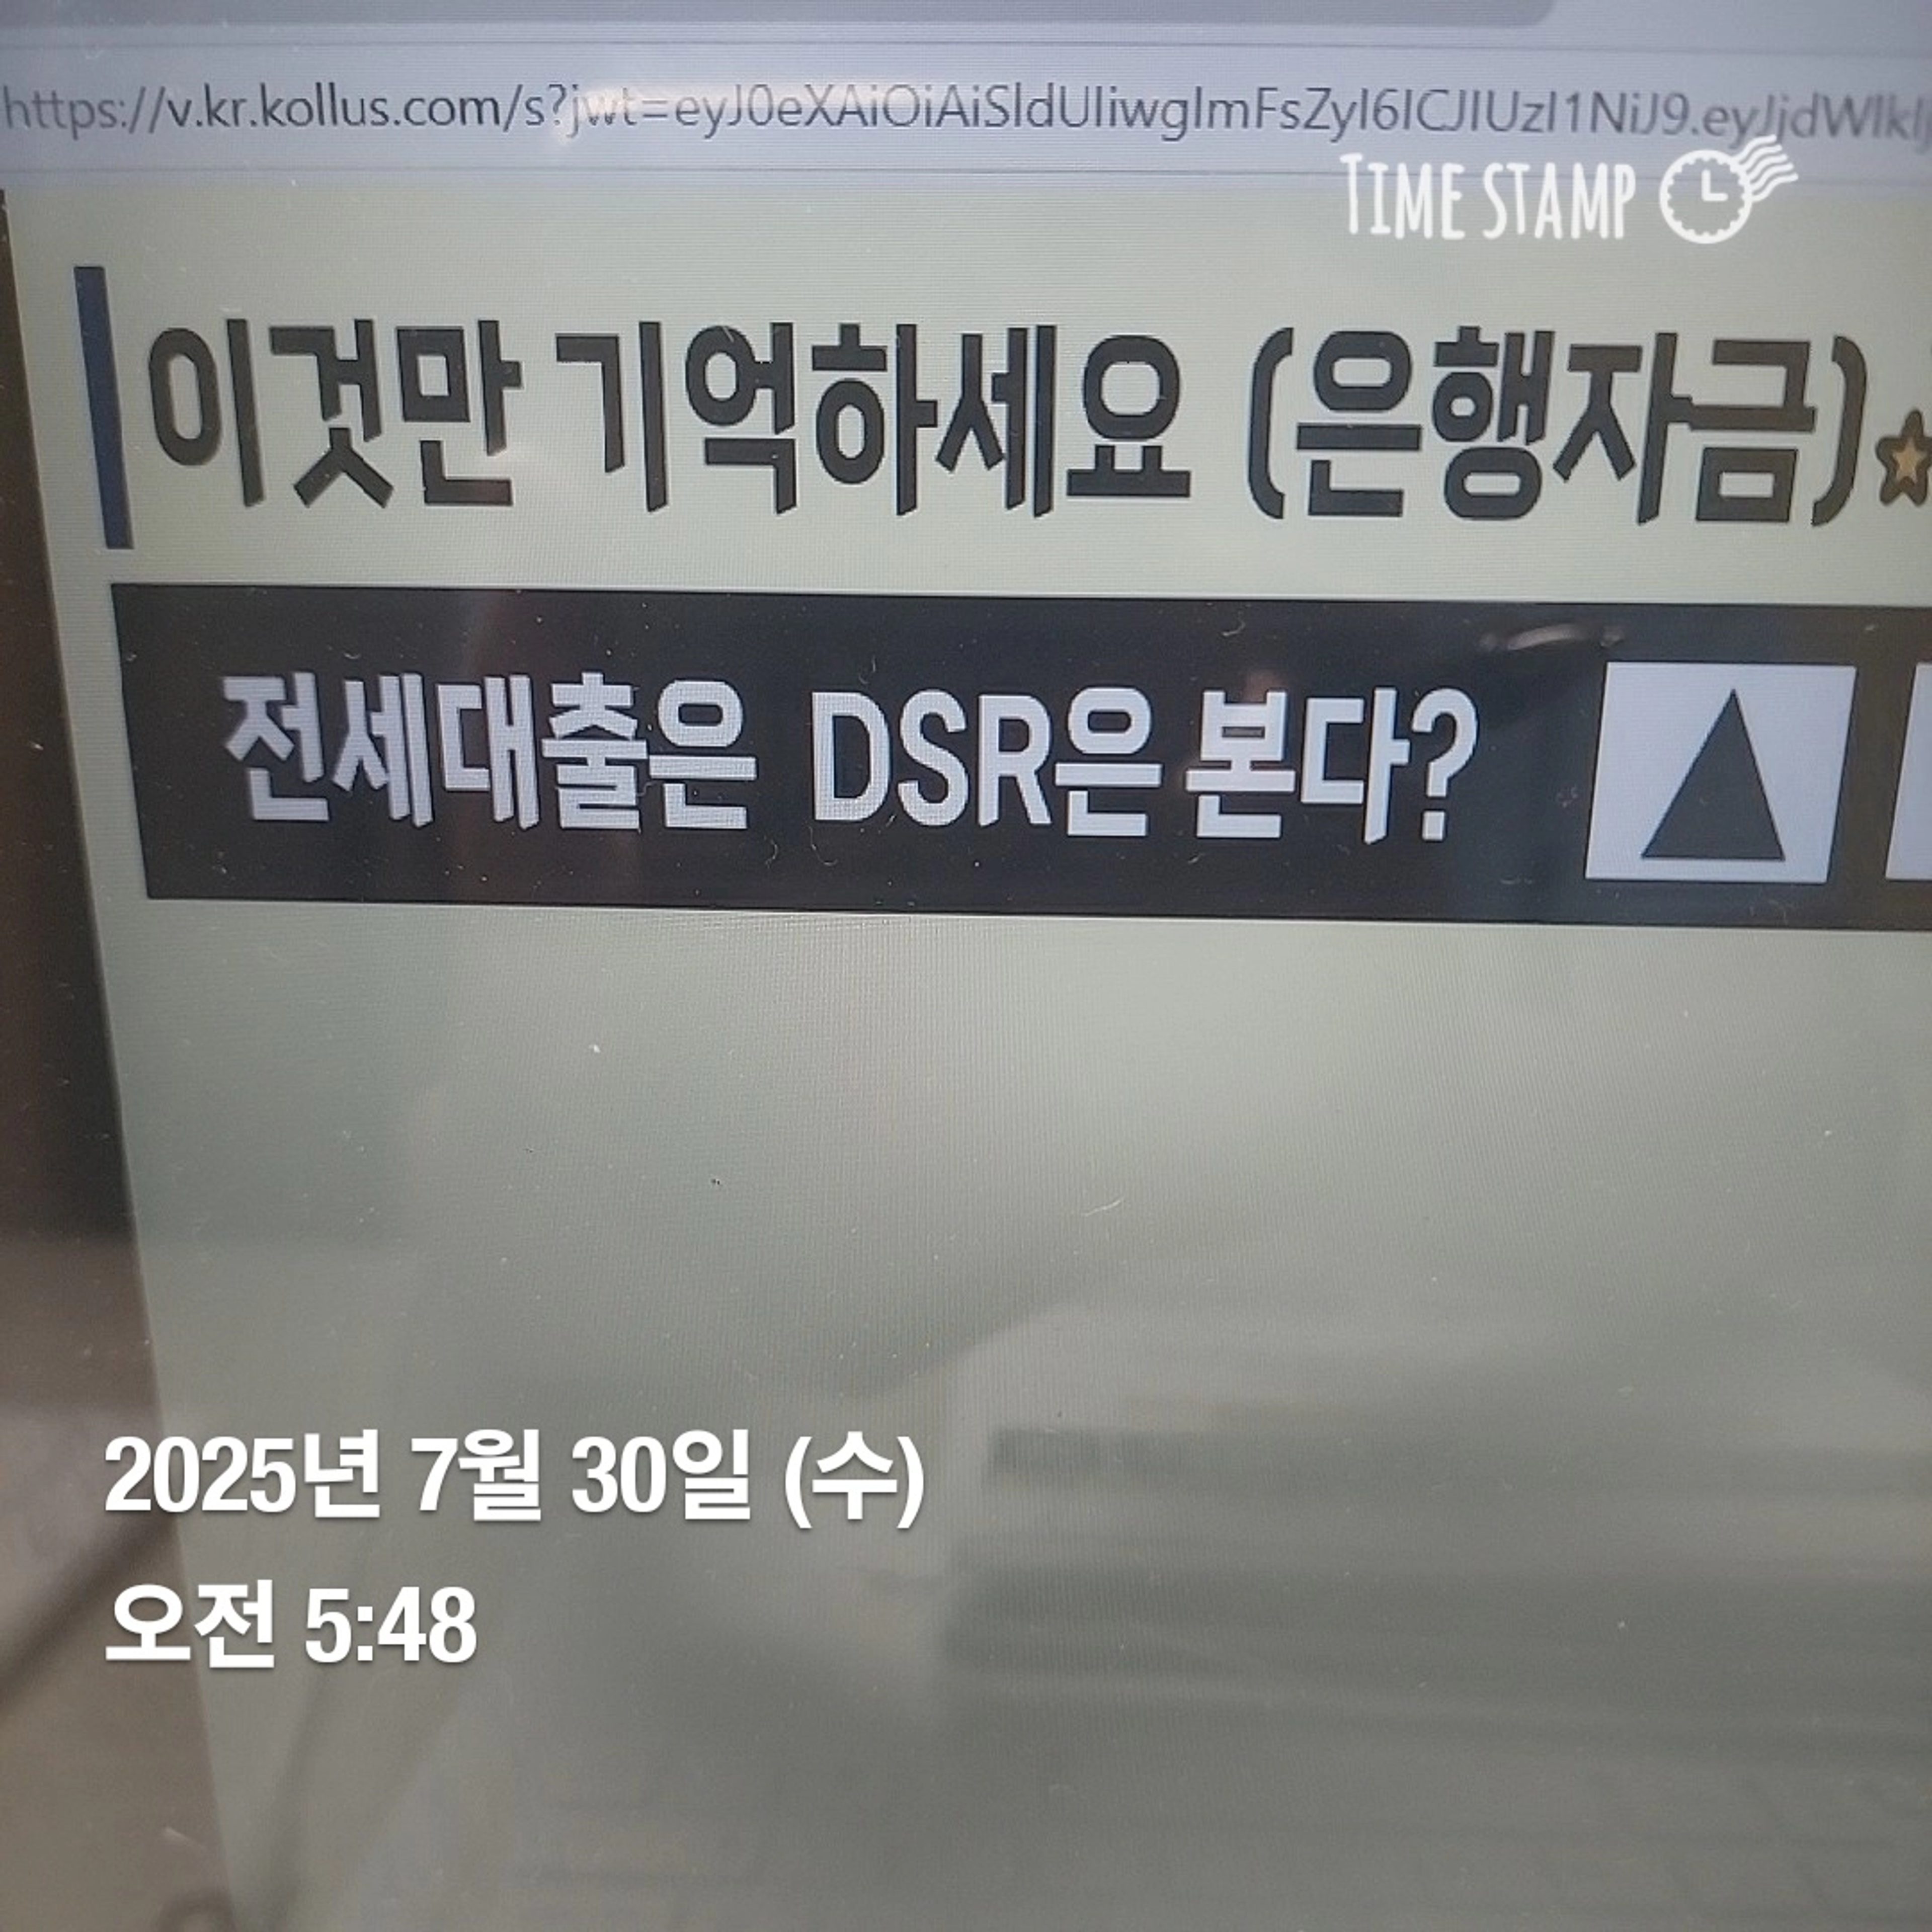 https://v.kr.kollus.com/s?jwt=eyJ0eXAiOiAiSldUIiwgImFsZyI6ICJIUzI1NiJ9.eyJjdWlkI
TIME STAMP
이것만 기억하세요 (은행자금)
전세대출은 DSR은 본다?
2025년 7월 30일 (수)
오전 5:48